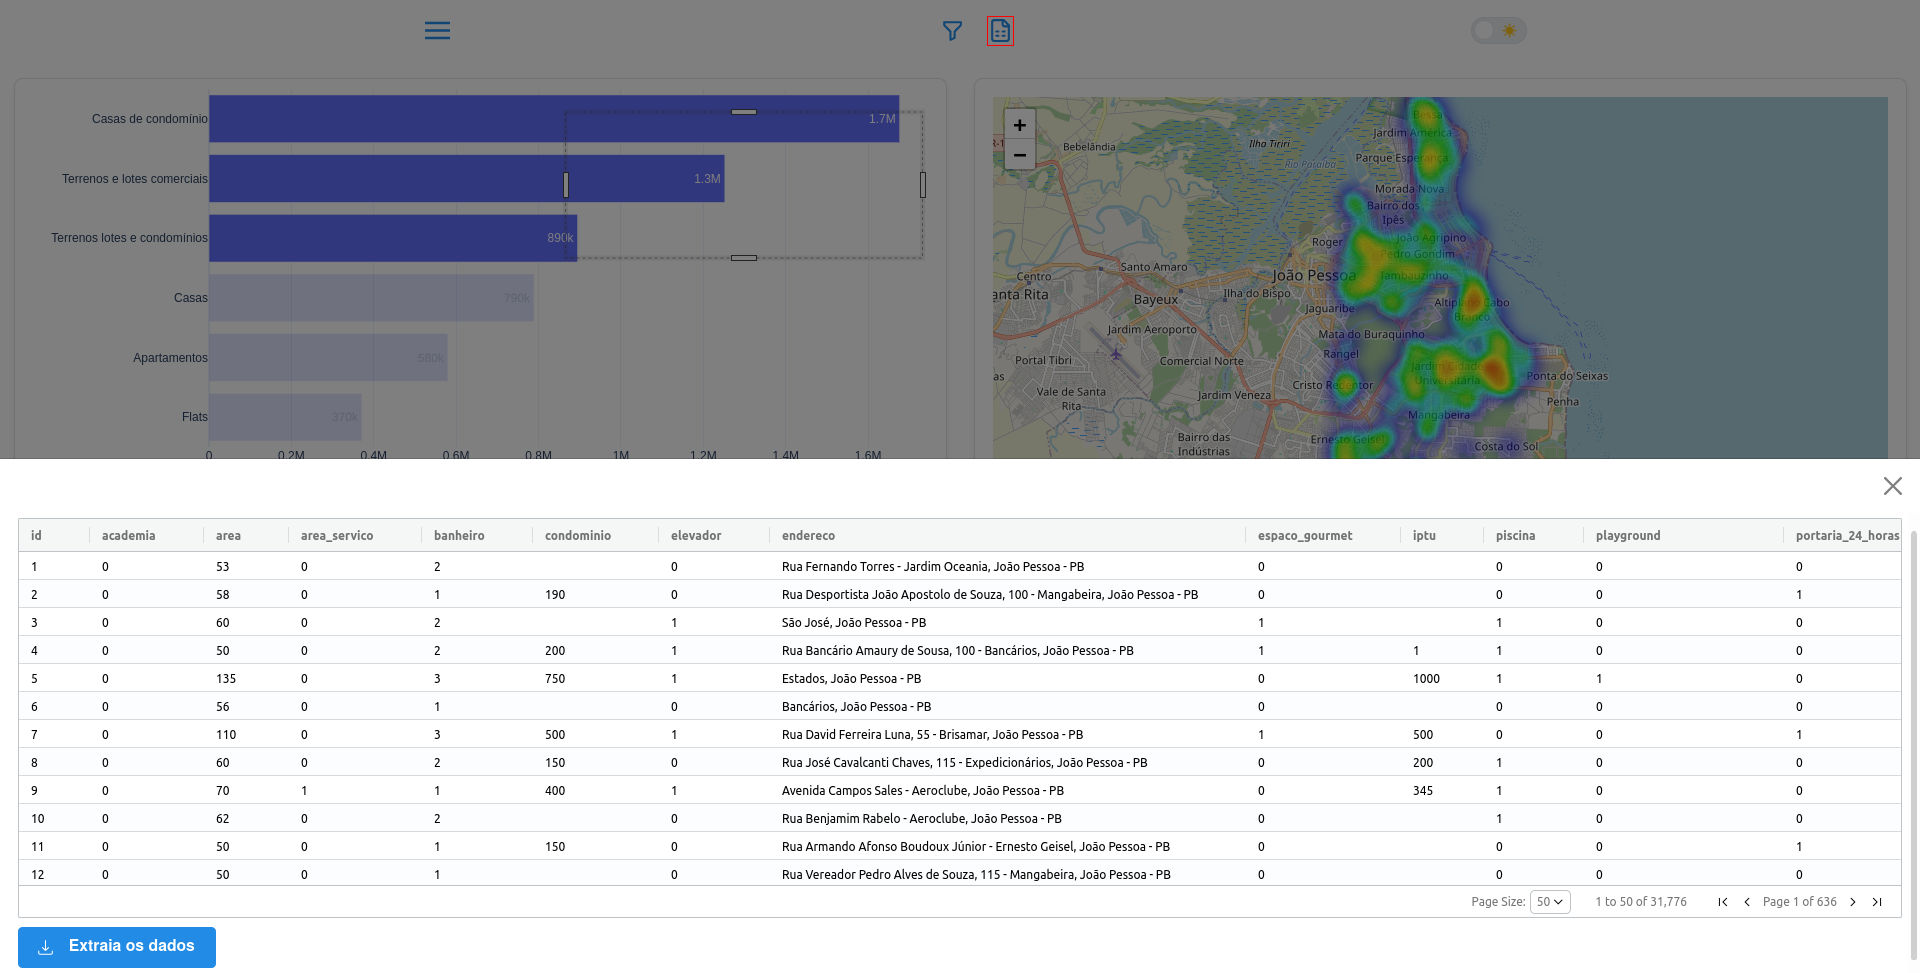 Casas de condomínio
1.7M
Terrenos e lotes comerciais
1.3M
Terrenos lotes e condomínios
890k
Casas
790k
Apartamentos
580k
Flats
370k
0 0.2M 0.4M 0.6M 0.8M 1M 1.2M 1.4M 1.6M
+
−
Bessa
Jardim América
Ilha Tiriri
Bebelândia
Parque Esperança
Rio Paraíba
Morada Nova
Bairro dos
Ipês
João Agripino
Roger
Pedro Gondim
Santo Amaro
Tambauzinho
Centro
João Pessoa
anta Rita
Bayeux
Ilha do Bispo
Altiplano Cabo
Branco
Jaguaribe
Jardim Aeroporto
Mata do Buraquinho
Portal Tibri
Comercial Norte
Rangel
Jardim Cidade
Universitária
as
Cristo Redentor
Ponta do Seixas
Vale de Santa
Rita
Jardim Veneza
Penha
Mangabeira
Bairro das
Indústrias
Ernesto Geisel
Costa do Sol
id academia area area_servico banheiro condominio elevador endereco espaco_gourmet iptu piscina playground portaria_24_horas
1 0 53 0 2 0 Rua Fernando Torres - Jardim Oceania, João Pessoa - PB 0 0 0 0
2 0 58 0 1 190 0 Rua Desportista João Apostolo de Souza, 100 - Mangabeira, João Pessoa - PB 0 0 0 1
3 0 60 0 2 1 São José, João Pessoa - PB 1 1 0 0
4 0 50 0 2 200 1 Rua Bancário Amaury de Sousa, 100 - Bancários, João Pessoa - PB 1 1 1 0 0
5 0 135 0 3 750 1 Estados, João Pessoa - PB 0 1000 1 1 0
6 0 56 0 1 0 Bancários, João Pessoa - PB 0 0 0 0
7 0 110 0 3 500 1 Rua David Ferreira Luna, 55 - Brisamar, João Pessoa - PB 1 500 0 0 1
8 0 60 0 2 150 0 Rua José Cavalcanti Chaves, 115 - Expedicionários, João Pessoa - PB 0 200 1 0 0
9 0 70 1 1 400 1 Avenida Campos Sales - Aeroclube, João Pessoa - PB 0 345 1 0 0
10 0 62 0 2 0 Rua Benjamim Rabelo - Aeroclube, João Pessoa - PB 0 1 0 0
11 0 50 0 1 150 0 Rua Armando Afonso Boudoux Júnior - Ernesto Geisel, João Pessoa - PB 0 0 0 1
12 0 50 0 1 0 Rua Vereador Pedro Alves de Souza, 115 - Mangabeira, João Pessoa - PB 0 0 0 0
Page Size: 50 1 to 50 of 31,776 Page 1 of 636
Extraia os dados